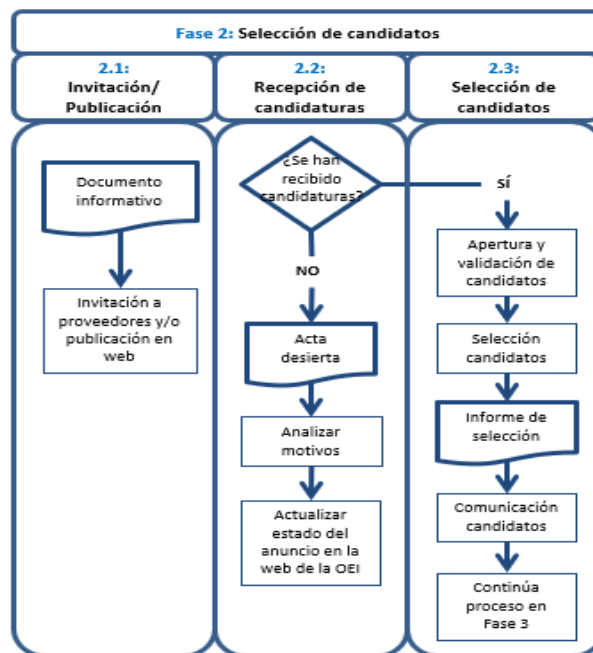 Fase 2: Selección de candidatos
2.1:
Invitación/
Publicación
2.2:
Recepción de
candidaturas
2.3:
Selección de
candidatos
Documento
informativo
Invitación a
proveedores y/o
publicación en
web
¿Se han
recibido
candidaturas?
NO
Acta
desierta
Analizar
motivos
Actualizar
estado del
anuncio en la
web de la OEI
SÍ
Apertura y
validación de
candidatos
Selección
candidatos
Informe de
selección
Comunicación
candidatos
Continúa
proceso en
Fase 3